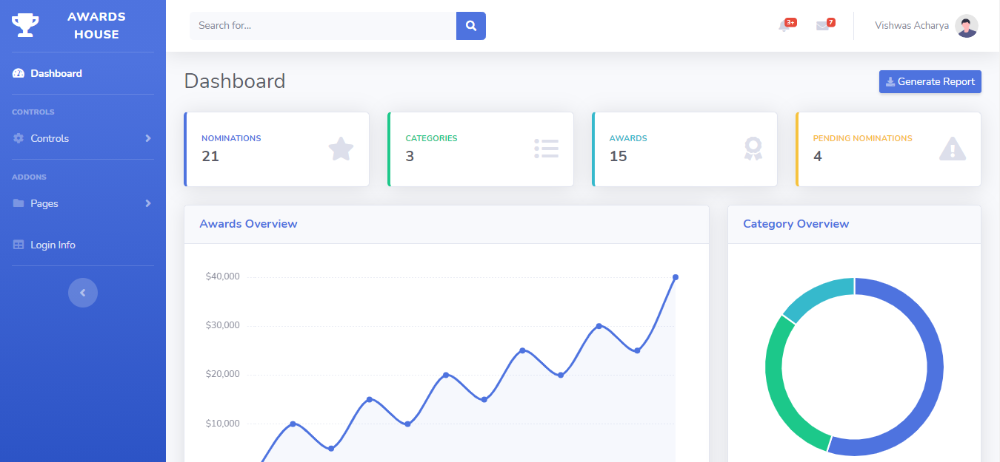 AWARDS
HOUSE
Search for...
3+
7
Vishwas Acharya
Dashboard
CONTROLS
Controls
ADDONS
Pages
Login Info
Dashboard
Generate Report
NOMINATIONS
21
CATEGORIES
3
AWARDS
15
PENDING NOMINATIONS
4
Awards Overview
$40,000
$30,000
$20,000
$10,000
Category Overview